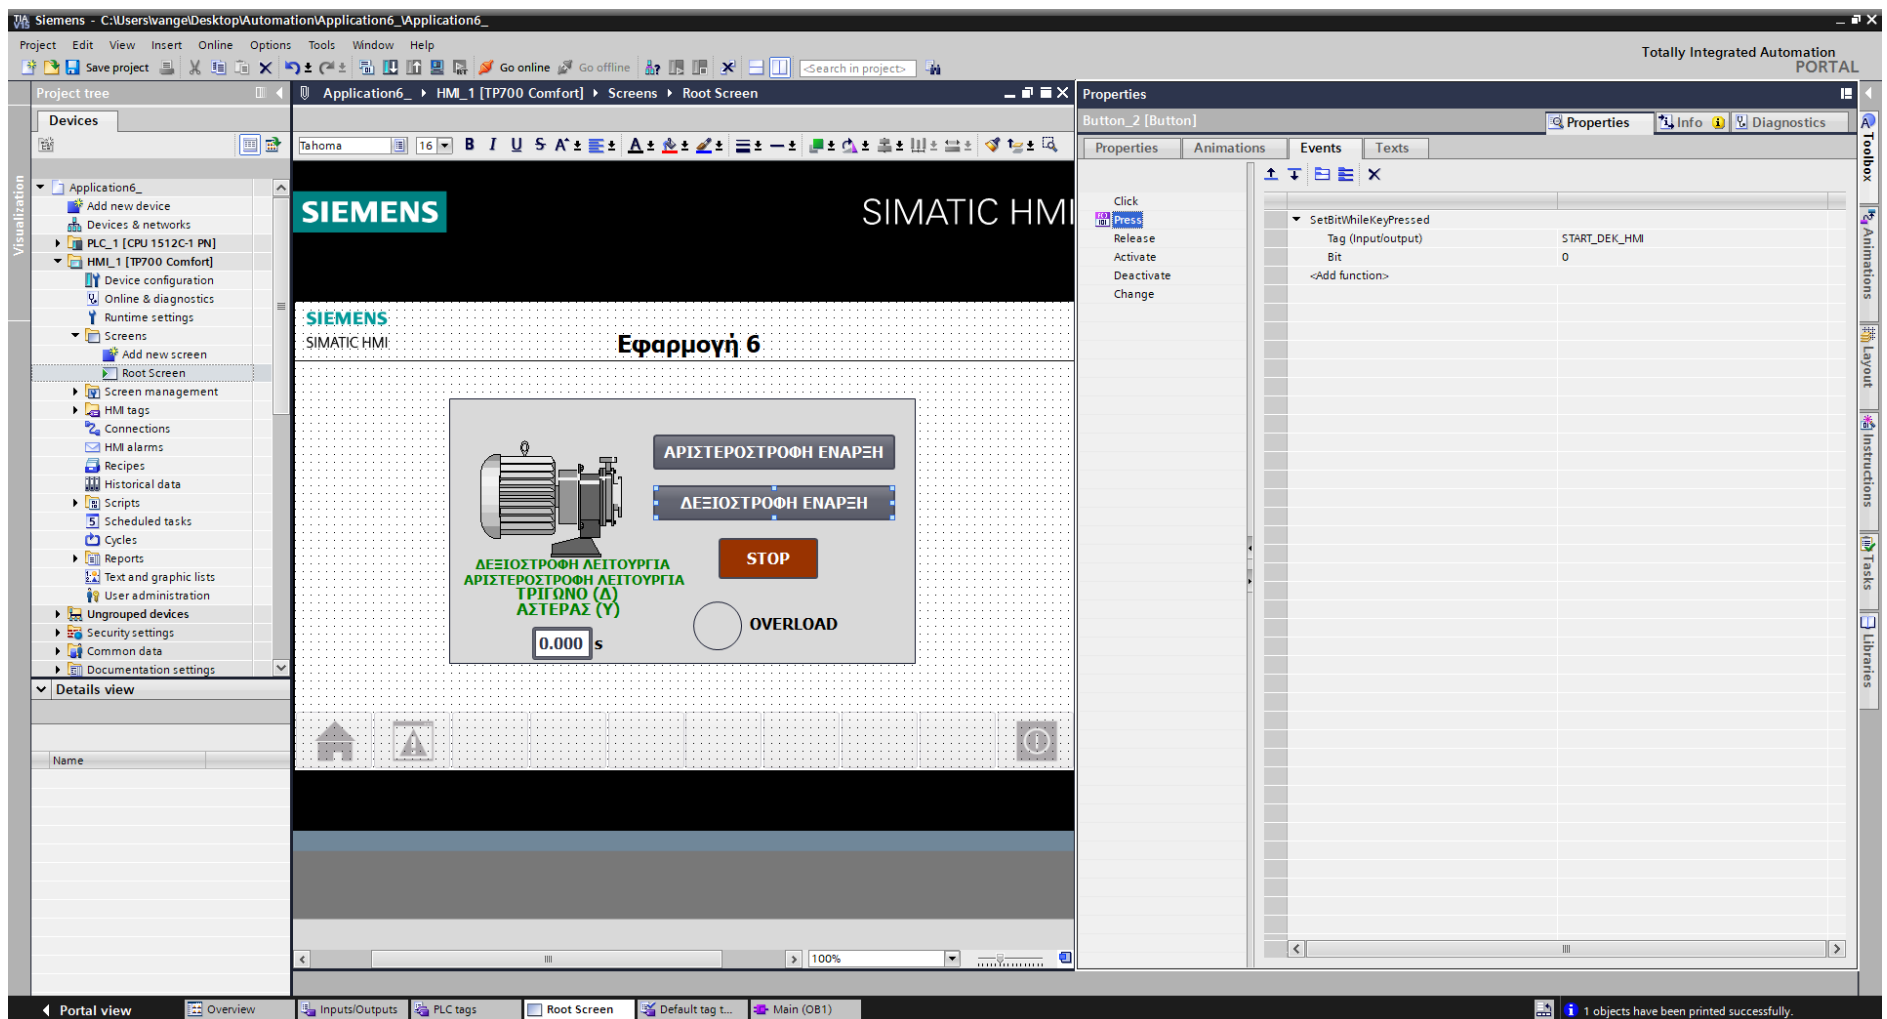 Siemens - C:\Users\vange\Desktop\Automation\Application6_\Application6_
Project Edit View Insert Online Options Tools Window Help
Totally Integrated Automation
PORTAL
Save project Go online Go offline <Search in project>
Project tree
Application6_ HMI_1 [TP700 Comfort] Screens Root Screen
Properties
Devices
Button_2 [Button]
Properties Info Diagnostics
Tahoma 16 B I U S A
Properties Animations Events Texts
Visualization
Application6_
Add new device
Devices & networks
PLC_1 [CPU 1512C-1 PN]
HMI_1 [TP700 Comfort]
Device configuration
Online & diagnostics
Runtime settings
Screens
Add new screen
Root Screen
Screen management
HMI tags
Connections
HMI alarms
Recipes
Historical data
Scripts
Scheduled tasks
Cycles
Reports
Text and graphic lists
User administration
Ungrouped devices
Security settings
Common data
Documentation settings
Details view
Name
SIEMENS
SIMATIC HMI
SIEMENS
SIMATIC HMI
Εφαρμογή 6
ΑΡΙΣΤΕΡΟΣΤΡΟΦΗ ΕΝΑΡΞΗ
ΔΕΞΙΟΣΤΡΟΦΗ ΕΝΑΡΞΗ
STOP
ΔΕΞΙΟΣΤΡΟΦΗ ΛΕΙΤΟΥΡΓΙΑ
ΑΡΙΣΤΕΡΟΣΤΡΟΦΗ ΛΕΙΤΟΥΡΓΙΑ
ΤΡΙΓΩΝΟ (Δ)
ΑΣΤΕΡΑΣ (Υ)
OVERLOAD
0.000 s
100%
Click
Press
Release
Activate
Deactivate
Change
SetBitWhileKeyPressed
Tag (Input/output) START_DEK_HMI
Bit 0
<Add function>
Toolbox
Animations
Layout
Instructions
Tasks
Libraries
Portal view Overview Inputs/Outputs PLC tags Root Screen Default tag t... Main (OB1)
1 objects have been printed successfully.